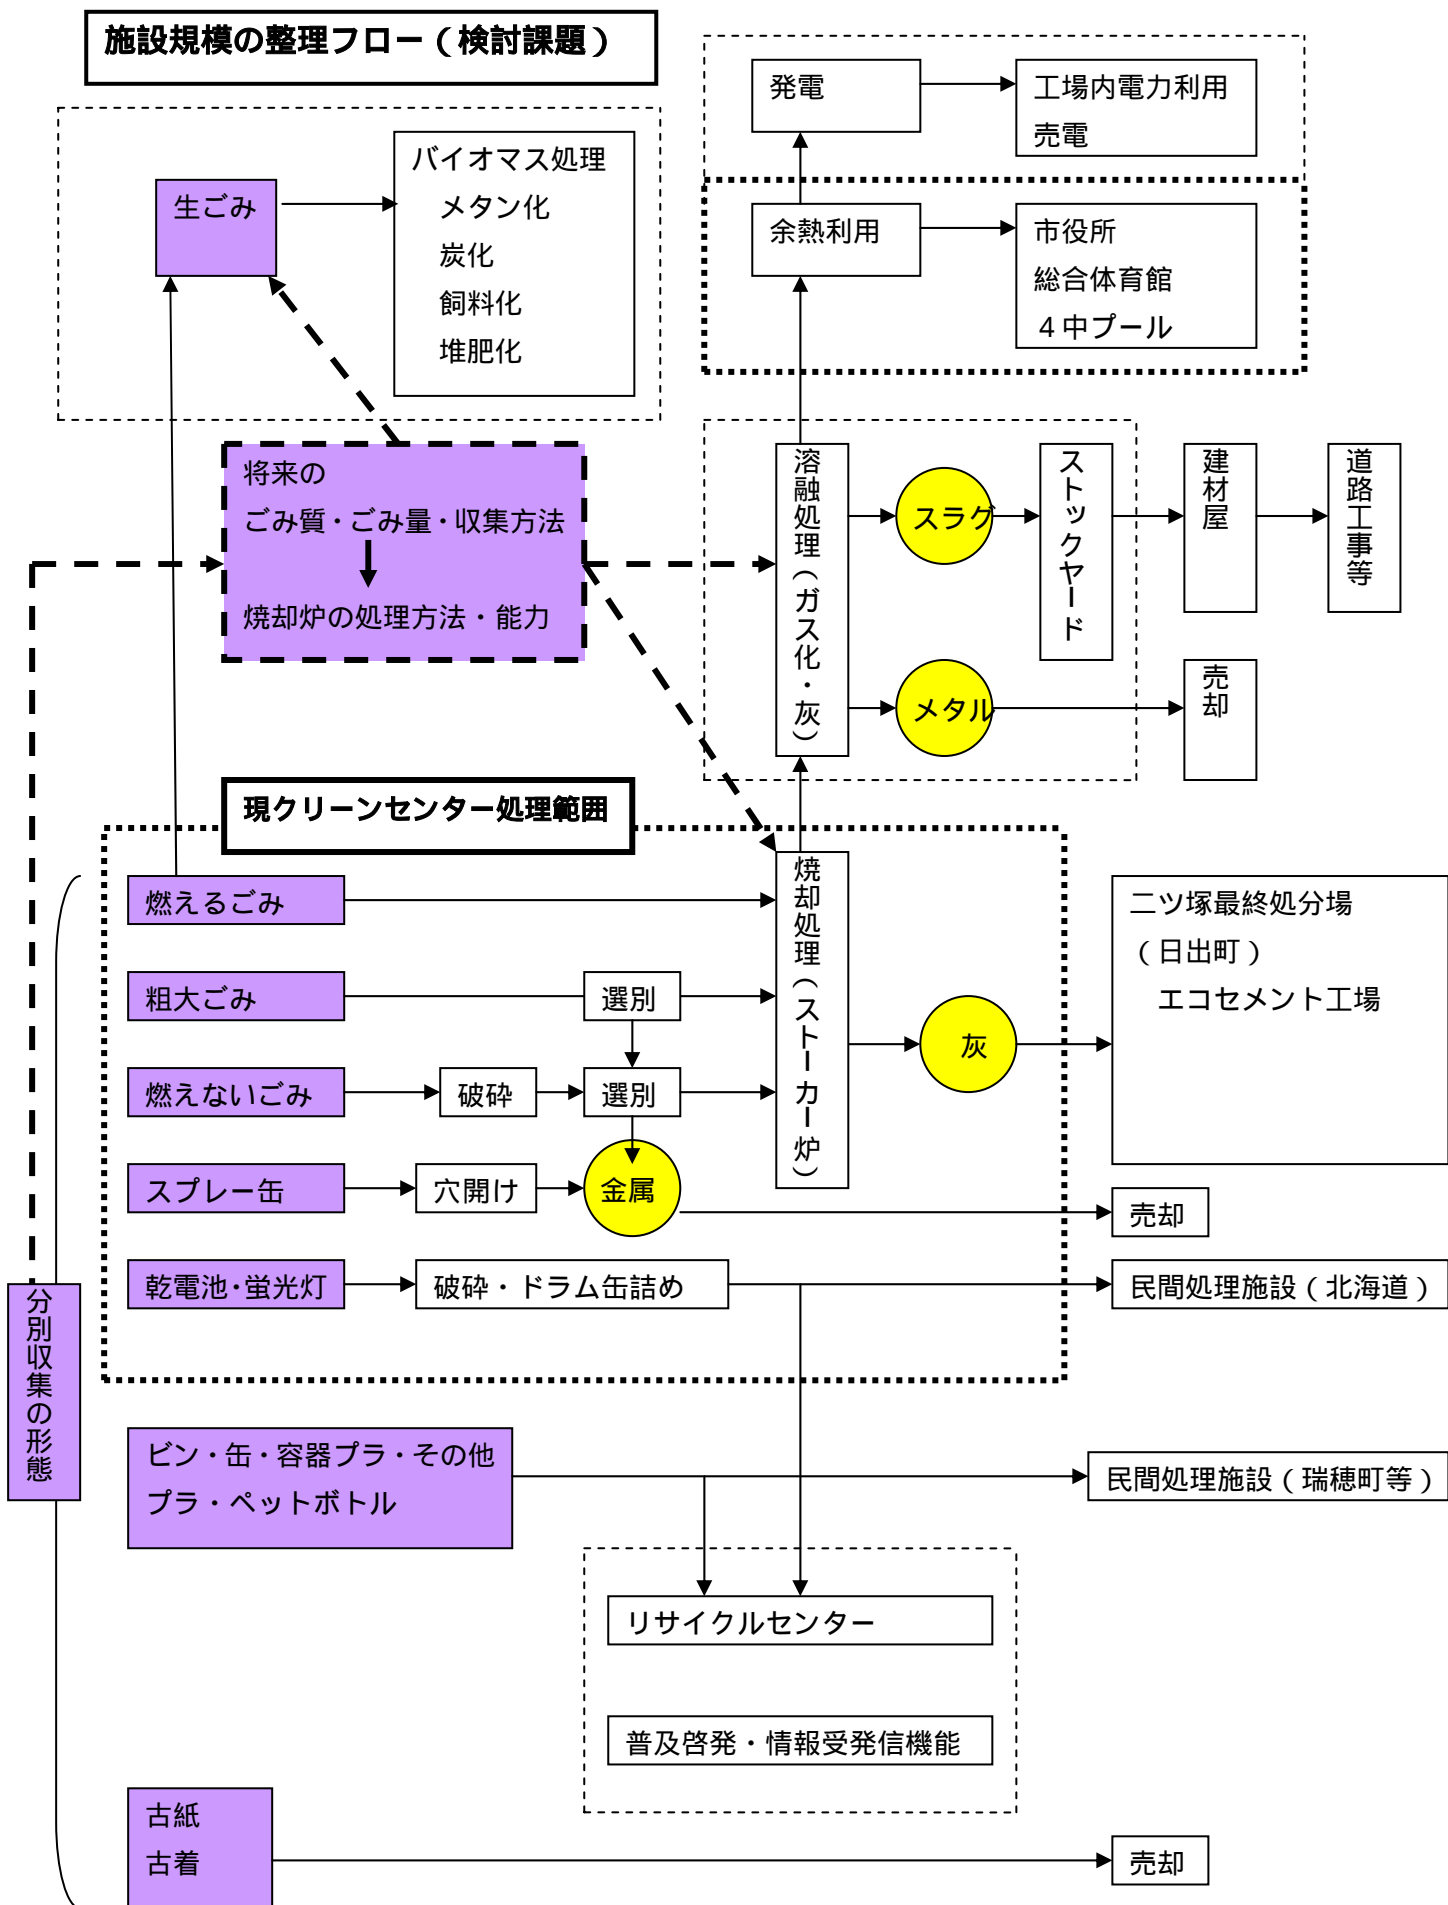 施設規模の整理フロー（検討課題）
発電
工場内電力利用
売電
バイオマス処理
メタン化
炭化
飼料化
堆肥化
生ごみ
余熱利用
市役所
総合体育館
４中プール
将来の
ごみ質・ごみ量・収集方法
焼却炉の処理方法・能力
溶融処理（ガス化・灰）
スラグ
ストックヤード
建材屋
道路工事等
メタル
売却
現クリーンセンター処理範囲
燃えるごみ
焼却処理（ストーカー炉）
二ツ塚最終処分場
（日出町）
エコセメント工場
粗大ごみ
選別
灰
燃えないごみ
破砕
選別
スプレー缶
穴開け
金属
売却
乾電池・蛍光灯
破砕・ドラム缶詰め
民間処理施設（北海道）
分別収集の形態
ビン・缶・容器プラ・その他
プラ・ペットボトル
民間処理施設（瑞穂町等）
リサイクルセンター
普及啓発・情報受発信機能
古紙
古着
売却